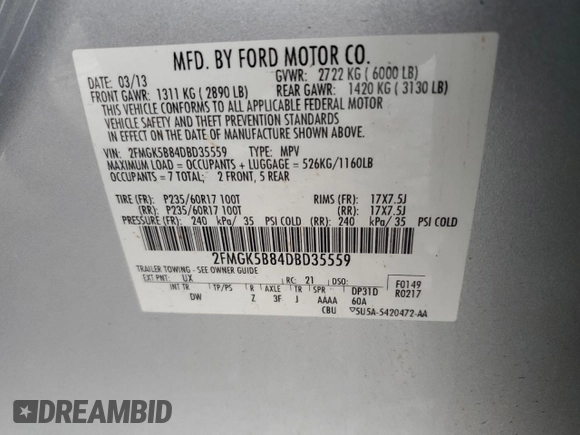 MFD. BY FORD MOTOR CO.
DATE: 03/13 GVWR: 2722 KG ( 6000 LB)
FRONT GAWR: 1311 KG ( 2890 LB) REAR GAWR: 1420 KG ( 3130 LB)
THIS VEHICLE CONFORMS TO ALL APPLICABLE FEDERAL MOTOR
VEHICLE SAFETY AND THEFT PREVENTION STANDARDS
IN EFFECT ON THE DATE OF MANUFACTURE SHOWN ABOVE.
VIN: 2FMGK5B84DBD35559 TYPE: MPV
MAXIMUM LOAD = OCCUPANTS + LUGGAGE = 526KG/1160LB
OCCUPANTS = 7 TOTAL; 2 FRONT, 5 REAR
TIRE (FR): P235/60R17 100T RIMS (FR): 17X7.5J
(RR): P235/60R17 100T (RR): 17X7.5J
PRESSURE (FR): 240 kPa/ 35 PSI COLD (RR): 240 kPa/ 35 PSI COLD
2FMGK5B84DBD35559
TRAILER TOWING - SEE OWNER GUIDE
EXT PNT: UX RC: 21 DSO: F0149
INT TR TP/PS R AXLE TR SPR DP31D R0217
DW Z 3F J AAAA 60A
CBU 5U5A-5420472-AA
DREAMBID